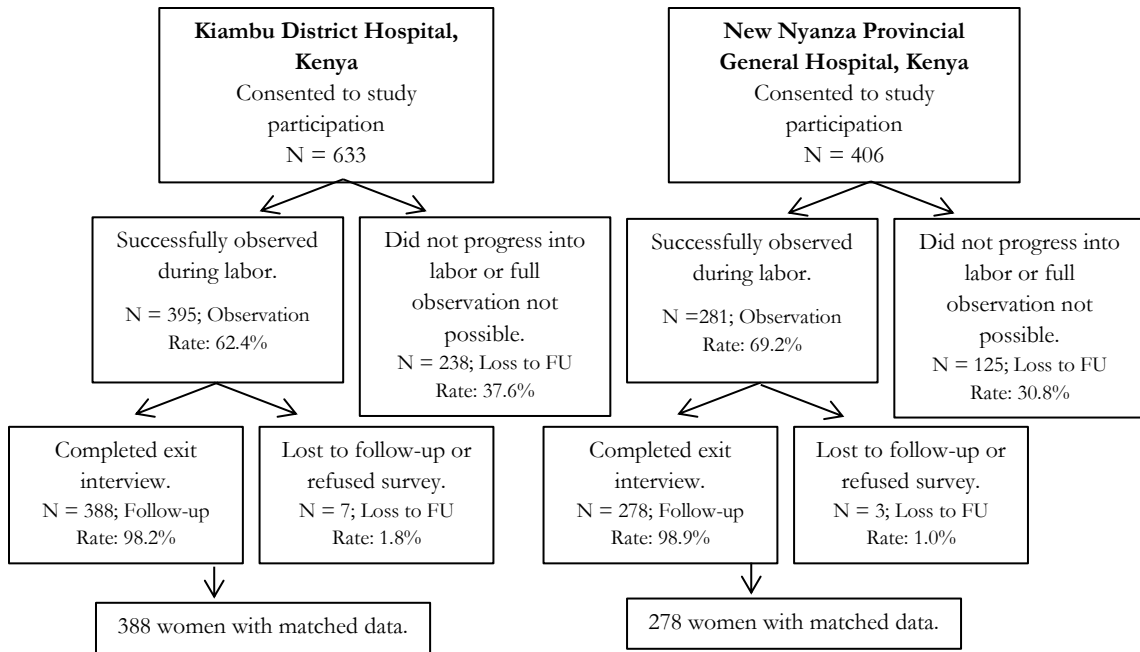 Kiambu District Hospital,
Kenya
Consented to study
participation
N = 633
New Nyanza Provincial
General Hospital, Kenya
Consented to study
participation
N = 406
Successfully observed
during labor.
N = 395; Observation
Rate: 62.4%
Did not progress into
labor or full
observation not
possible.
N = 238; Loss to FU
Rate: 37.6%
Successfully observed
during labor.
N =281; Observation
Rate: 69.2%
Did not progress into
labor or full
observation not
possible.
N = 125; Loss to FU
Rate: 30.8%
Completed exit
interview.
N = 388; Follow-up
Rate: 98.2%
Lost to follow-up or
refused survey.
N = 7; Loss to FU
Rate: 1.8%
Completed exit
interview.
N = 278; Follow-up
Rate: 98.9%
Lost to follow-up or
refused survey.
N = 3; Loss to FU
Rate: 1.0%
388 women with matched data.
278 women with matched data.